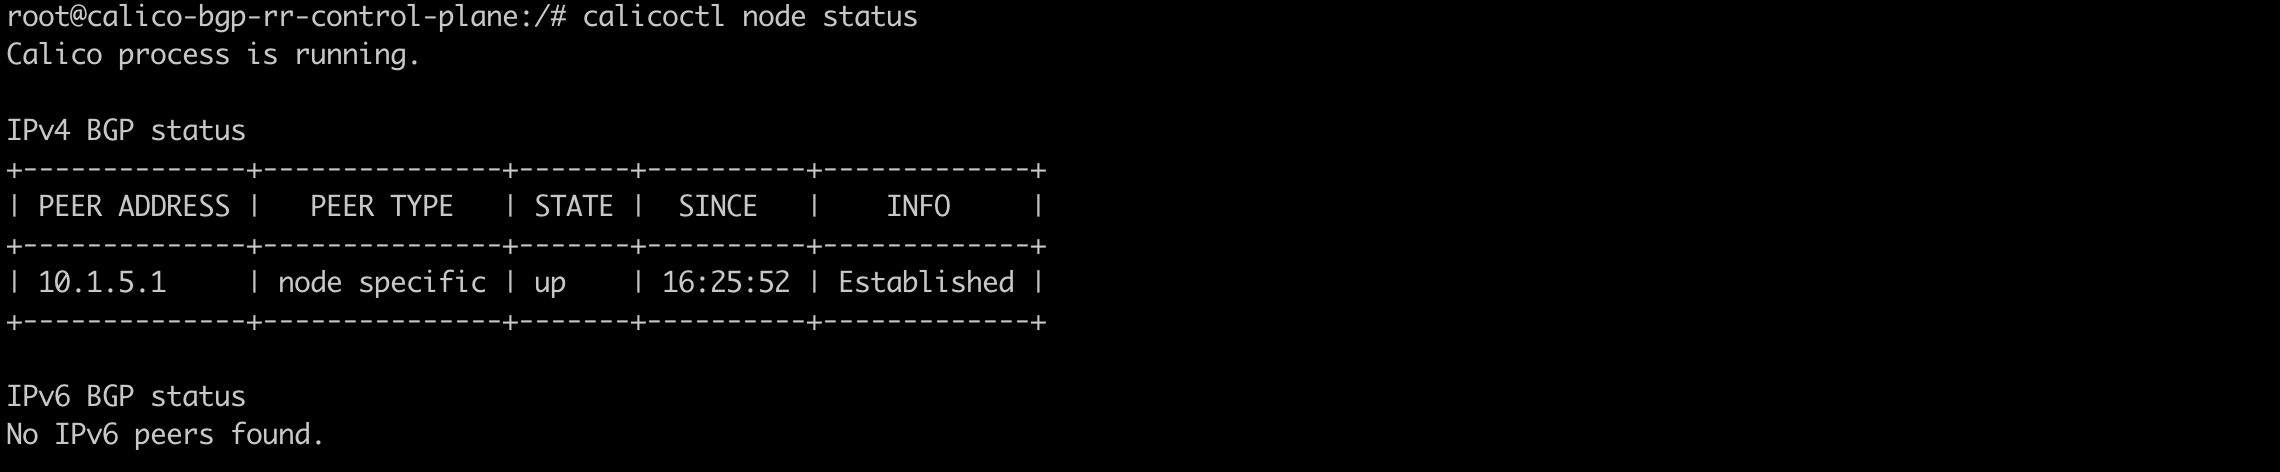 root@calico-bgp-rr-control-plane:/# calicoctl node status
Calico process is running.

IPv4 BGP status
+--------------+---------------+-------+----------+-------------+
| PEER ADDRESS |   PEER TYPE   | STATE |  SINCE   |    INFO     |
+--------------+---------------+-------+----------+-------------+
| 10.1.5.1     | node specific | up    | 16:25:52 | Established |
+--------------+---------------+-------+----------+-------------+

IPv6 BGP status
No IPv6 peers found.